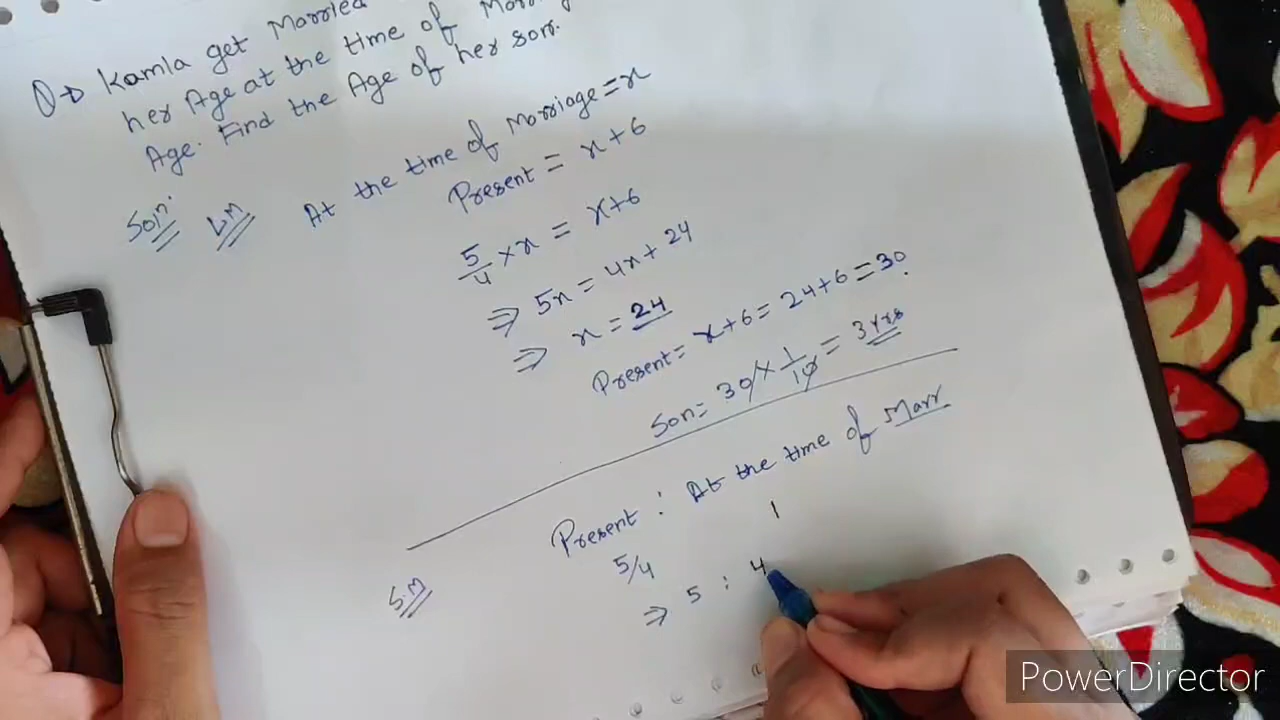 Q→ Kamla get Married
her Age at the time of
Age. Find the Age of her son.
Soln: LM At the time of Marriage = x
Present = x+6
5/4 × x = x+6
⇒ 5x = 4x + 24
⇒ x = 24
Present = x+6 = 24+6 = 30.
Son = 30 × 1/10 = 3 yrs
S.M Present : At the time of Marr
5/4 1
⇒ 5 : 4
PowerDirector